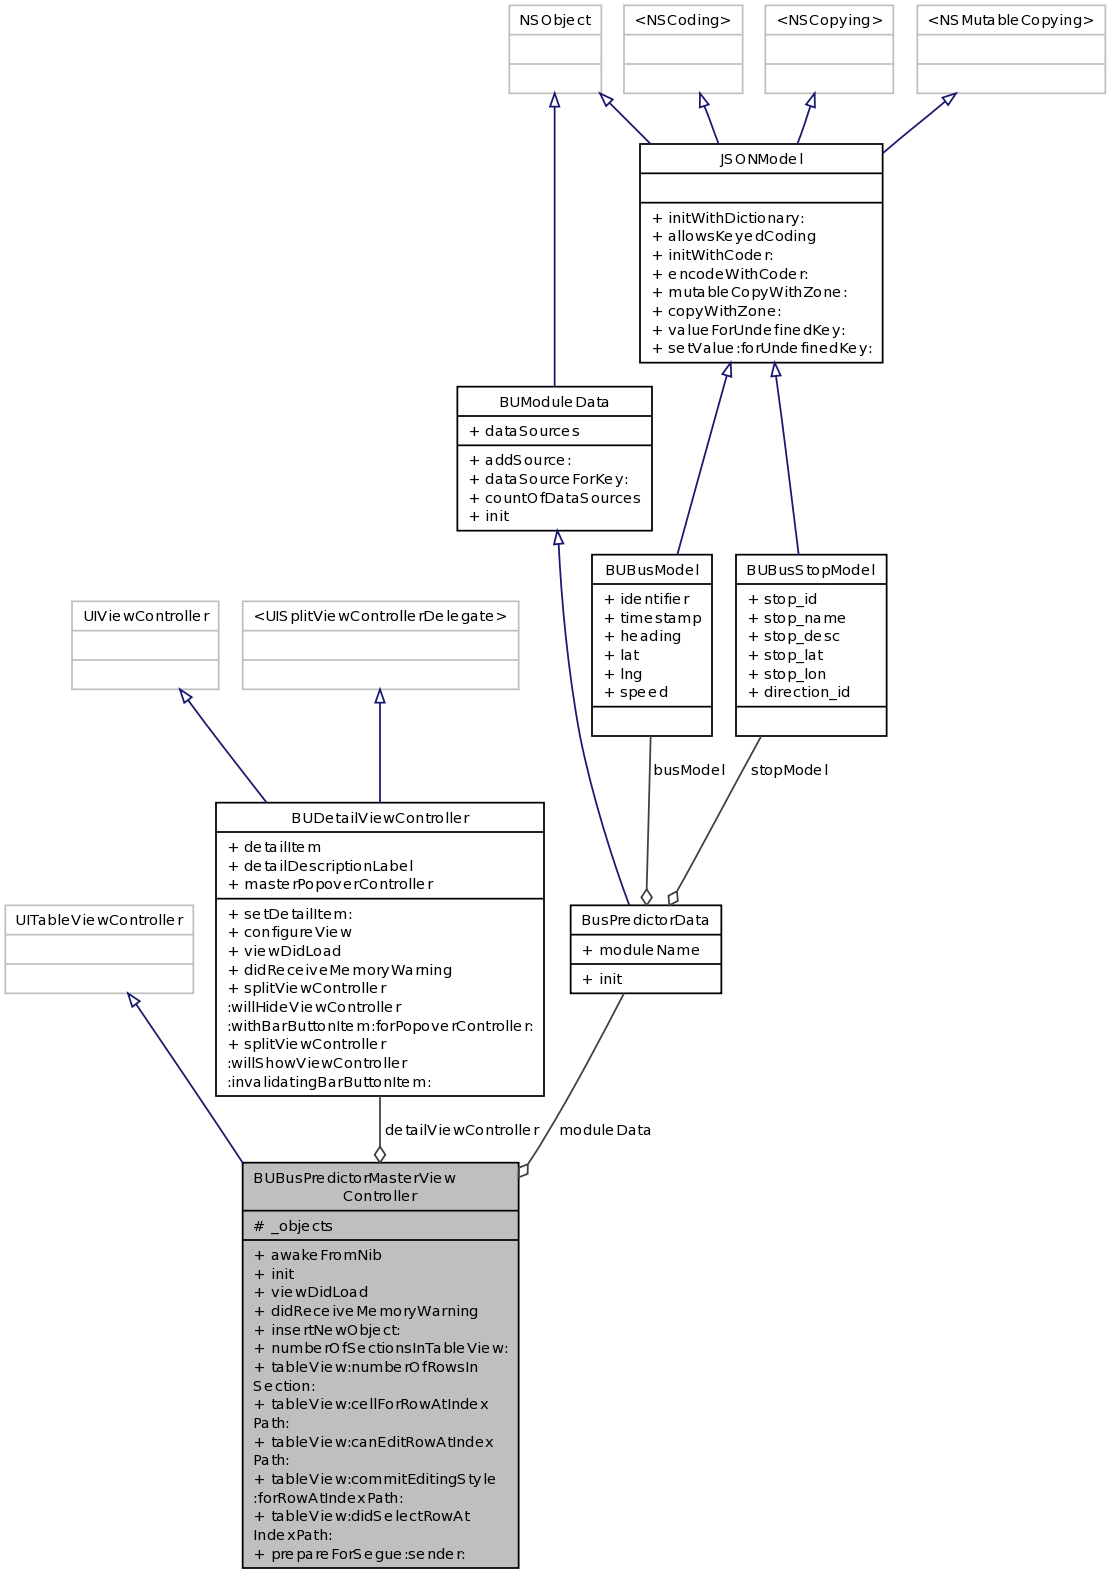 NSObject
<NSCoding>
<NSCopying>
<NSMutableCopying>
JSONModel
+ initWithDictionary:
+ allowsKeyedCoding
+ initWithCoder:
+ encodeWithCoder:
+ mutableCopyWithZone:
+ copyWithZone:
+ valueForUndefinedKey:
+ setValue:forUndefinedKey:
BUModuleData
+ dataSources
+ addSource:
+ dataSourceForKey:
+ countOfDataSources
+ init
BUBusModel
+ identifier
+ timestamp
+ heading
+ lat
+ lng
+ speed
BUBusStopModel
+ stop_id
+ stop_name
+ stop_desc
+ stop_lat
+ stop_lon
+ direction_id
UIViewController
<UISplitViewControllerDelegate>
busModel
stopModel
BUDetailViewController
+ detailItem
+ detailDescriptionLabel
+ masterPopoverController
+ setDetailItem:
+ configureView
+ viewDidLoad
+ didReceiveMemoryWarning
+ splitViewController
:willHideViewController
:withBarButtonItem:forPopoverController:
+ splitViewController
:willShowViewController
:invalidatingBarButtonItem:
UITableViewController
BusPredictorData
+ moduleName
+ init
detailViewController
moduleData
BUBusPredictorMasterView
Controller
# _objects
+ awakeFromNib
+ init
+ viewDidLoad
+ didReceiveMemoryWarning
+ insertNewObject:
+ numberOfSectionsInTableView:
+ tableView:numberOfRowsIn
Section:
+ tableView:cellForRowAtIndex
Path:
+ tableView:canEditRowAtIndex
Path:
+ tableView:commitEditingStyle
:forRowAtIndexPath:
+ tableView:didSelectRowAt
IndexPath:
+ prepareForSegue:sender: